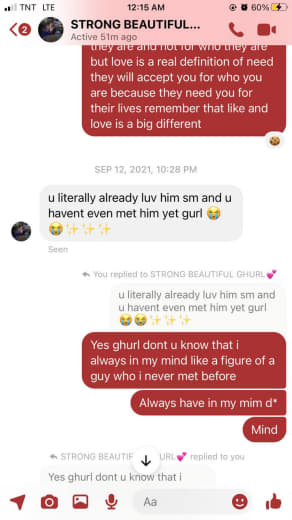 TNT LTE 12:15 AM 60%
2 STRONG BEAUTIFUL...
Active 51m ago
they are and not for who they are
but love is a real definition of need
they will accept you for who you
are because they need you for
their lives remember that like and
love is a big different
SEP 12, 2021, 10:28 PM
u literally already luv him sm and u
havent even met him yet gurl 😭
😭✨✨✨
Seen
You replied to STRONG BEAUTIFUL GHURL💕
u literally already luv him sm and
u havent even met him yet gurl
😭😭✨✨✨
Yes ghurl dont u know that i
always in my mind like a figure of a
guy who i never met before
Always have in my mim d*
Mind
STRONG BEAUTIF URL💕 replied to you
Yes ghurl dont u know that i
Aa